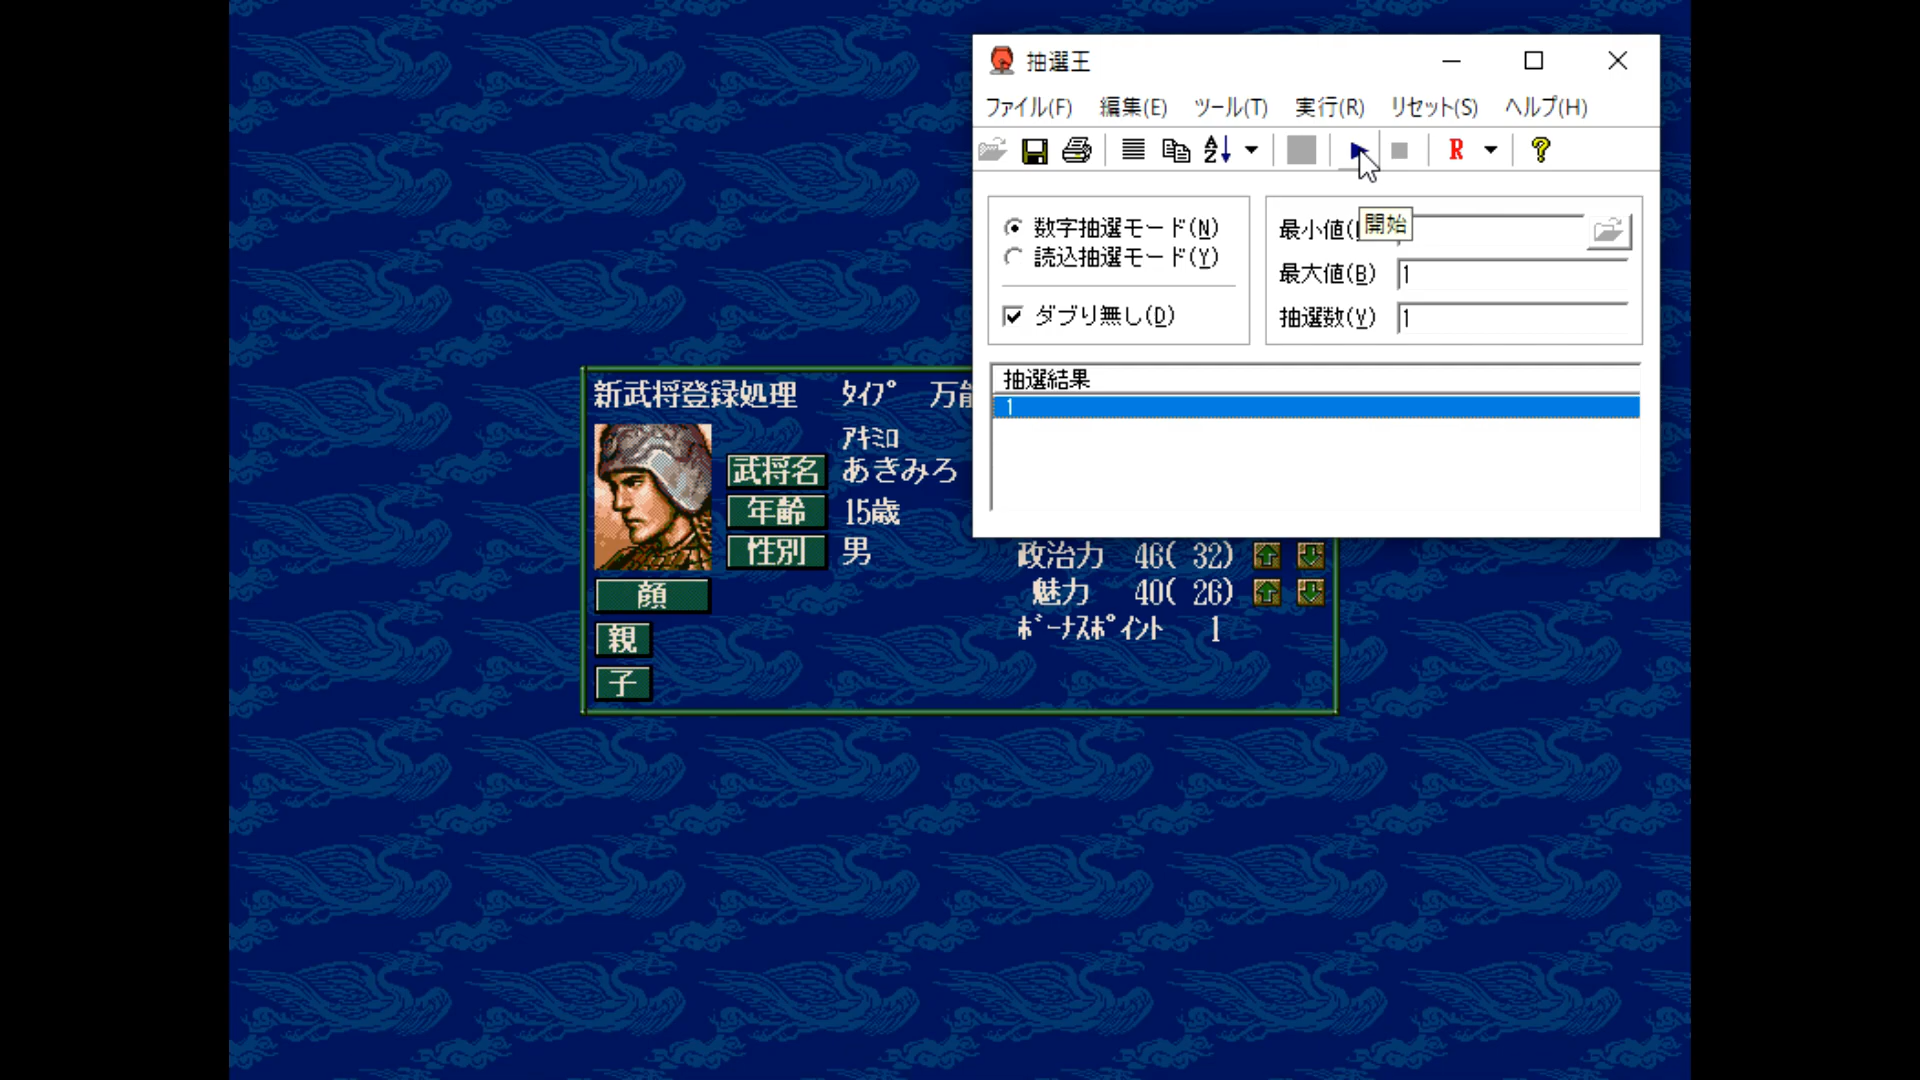 抽選王
ファイル(F) 編集(E) ツール(T) 実行(R) リセット(S) ヘルプ(H)
R
数字抽選モード(N)
読込抽選モード(Y)
ダブり無し(D)
最小値(
開始
最大値(B) 1
抽選数(V) 1
抽選結果
1
新武将登録処理 ﾀｲﾌﾟ 万能
ｱｷﾐﾛ
武将名 あきみろ
年齢 15歳
性別 男
顔
親
子
政治力 46( 32)
魅力 40( 26)
ﾎﾞｰﾅｽﾎﾟｲﾝﾄ 1